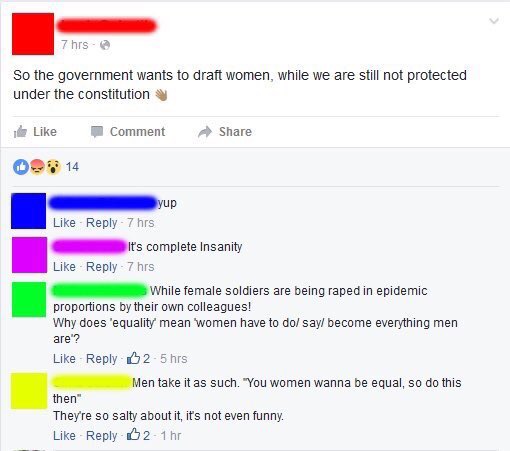 7 hrs ·
So the government wants to draft women, while we are still not protected
under the constitution 👋🏽
Like Comment Share
14
yup
Like · Reply · 7 hrs
It's complete Insanity
Like · Reply · 7 hrs
While female soldiers are being raped in epidemic
proportions by their own colleagues!
Why does 'equality' mean 'women have to do/ say/ become everything men
are'?
Like · Reply · 2 · 5 hrs
Men take it as such. "You women wanna be equal, so do this
then"
They're so salty about it, it's not even funny.
Like · Reply · 2 · 1 hr